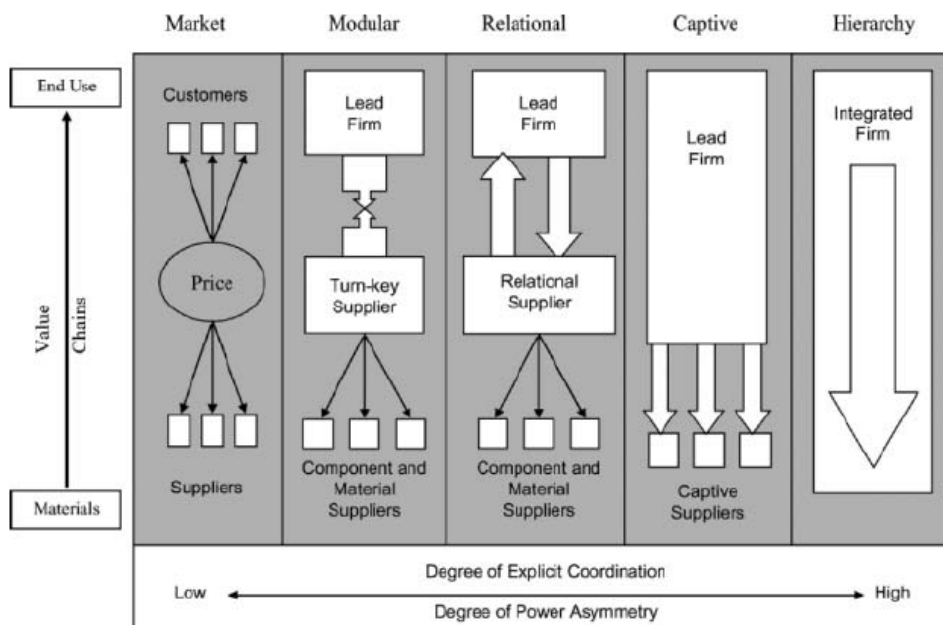 Market
Modular
Relational
Captive
Hierarchy
End Use
Value
Chains
Materials
Customers
Price
Suppliers
Lead
Firm
Turn-key
Supplier
Component and
Material
Suppliers
Lead
Firm
Relational
Supplier
Component and
Material
Suppliers
Lead
Firm
Captive
Suppliers
Integrated
Firm
Degree of Explicit Coordination
Low
High
Degree of Power Asymmetry